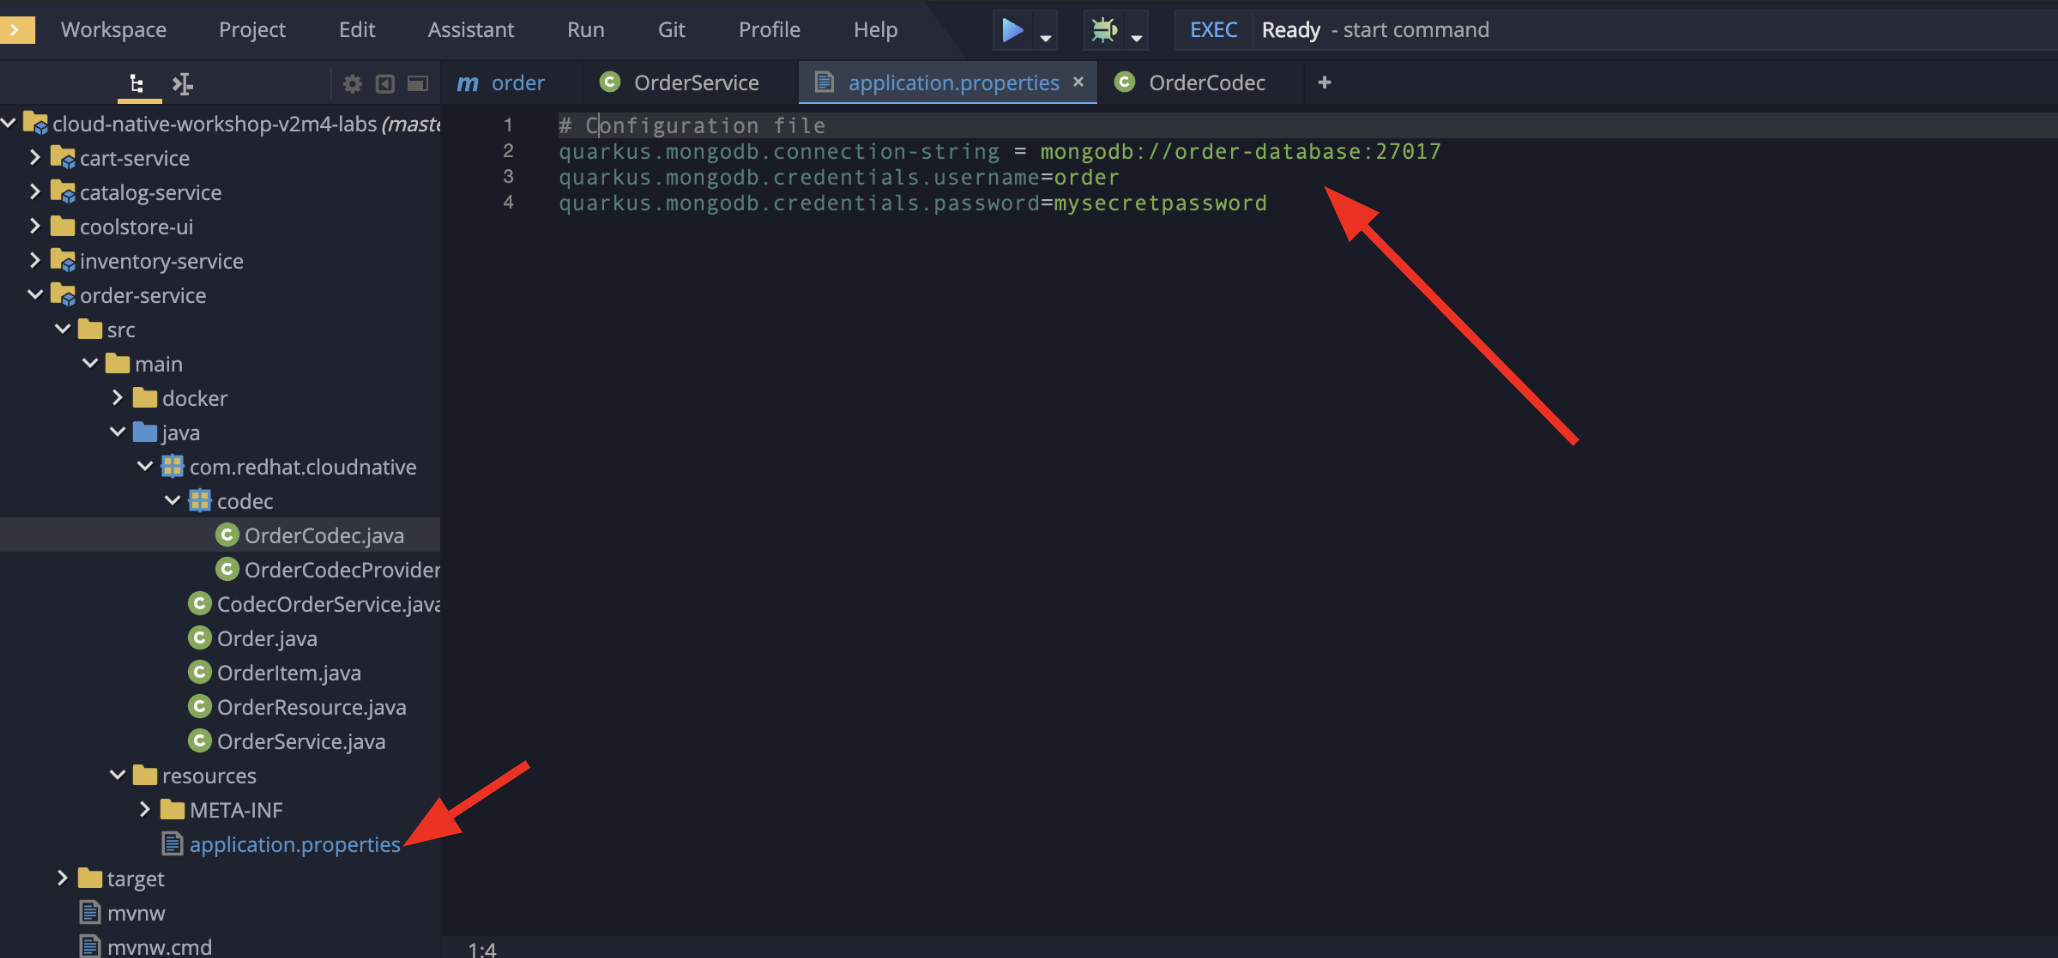 Workspace Project Edit Assistant Run Git Profile Help EXEC Ready - start command
m order OrderService application.properties × OrderCodec +
cloud-native-workshop-v2m4-labs (maste
cart-service
catalog-service
coolstore-ui
inventory-service
order-service
src
main
docker
java
com.redhat.cloudnative
codec
C OrderCodec.java
C OrderCodecProvider
C CodecOrderService.java
C Order.java
C OrderItem.java
C OrderResource.java
C OrderService.java
resources
META-INF
application.properties
target
mvnw
mvnw.cmd
1 # Configuration file
2 quarkus.mongodb.connection-string = mongodb://order-database:27017
3 quarkus.mongodb.credentials.username=order
4 quarkus.mongodb.credentials.password=mysecretpassword
1:4